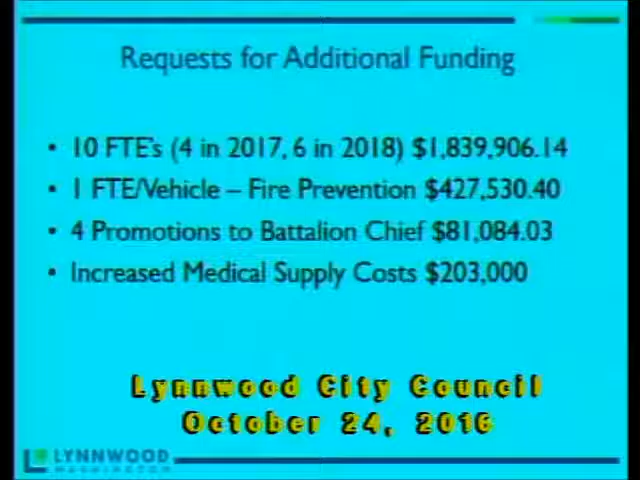 Requests for Additional Funding
• 10 FTE's (4 in 2017, 6 in 2018) $1,839,906.14
• 1 FTE/Vehicle – Fire Prevention $427,530.40
• 4 Promotions to Battalion Chief $81,084.03
• Increased Medical Supply Costs $203,000
Lynnwood City Council
October 24, 2016
LYNNWOOD
WASHINGTON